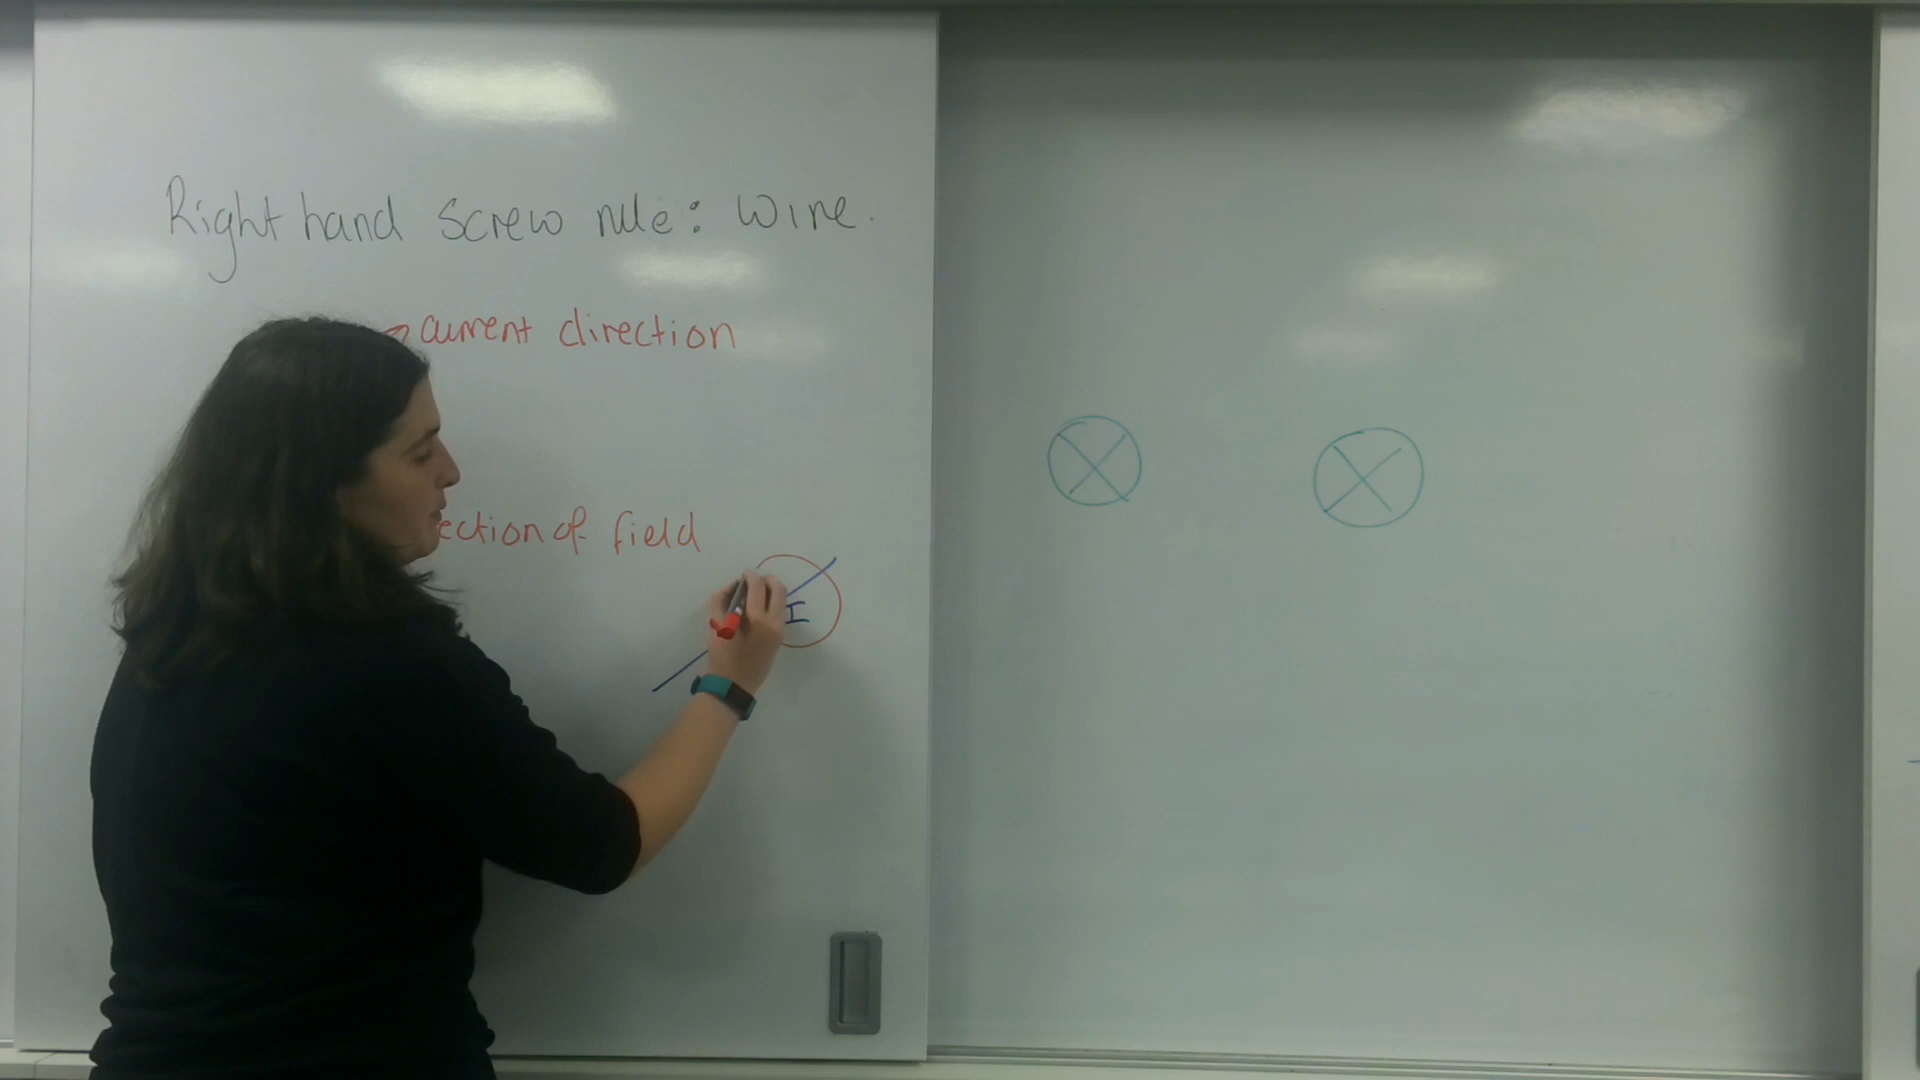 Right hand screw rule: Wire.
current direction
ection of field
I